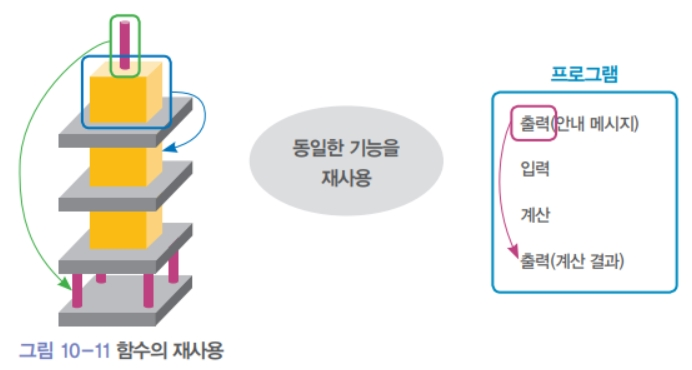 프로그램
출력(안내 메시지)
동일한 기능을
재사용
입력
계산
출력(계산 결과)
그림 10-11 함수의 재사용